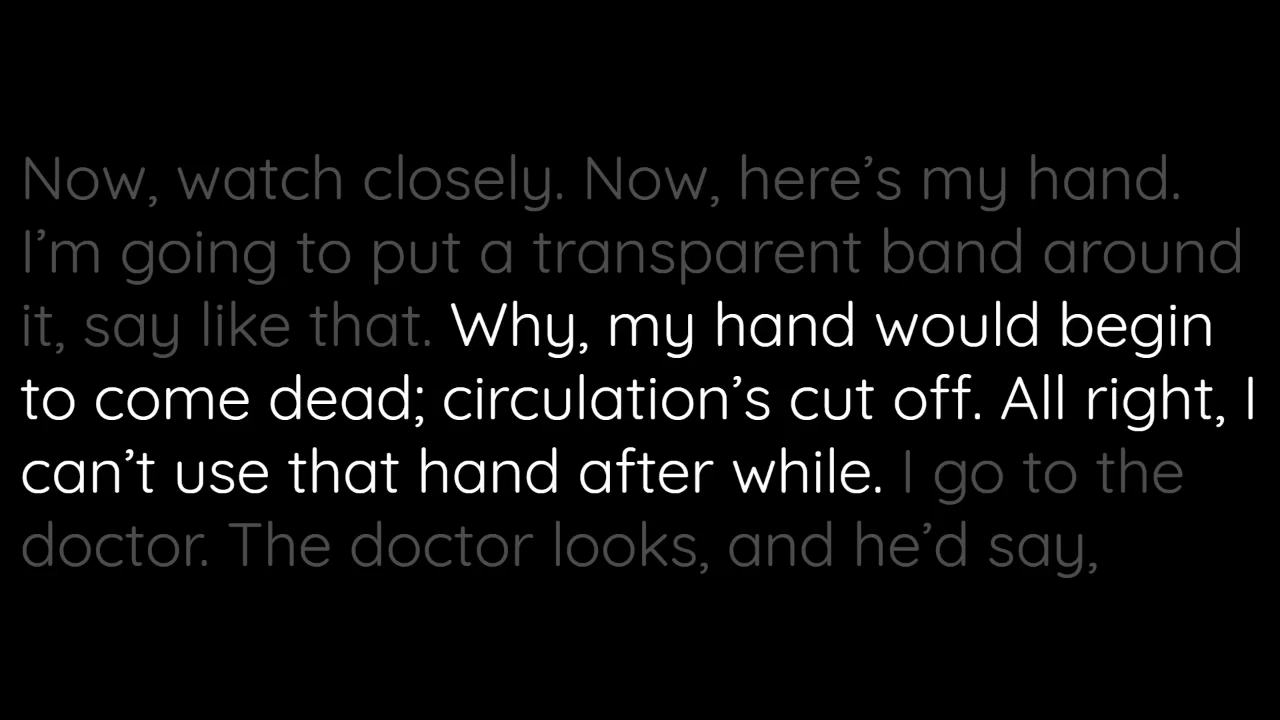 Now, watch closely. Now, here’s my hand.
I’m going to put a transparent band around
it, say like that. Why, my hand would begin
to come dead; circulation’s cut off. All right, I
can’t use that hand after while. I go to the
doctor. The doctor looks, and he’d say,